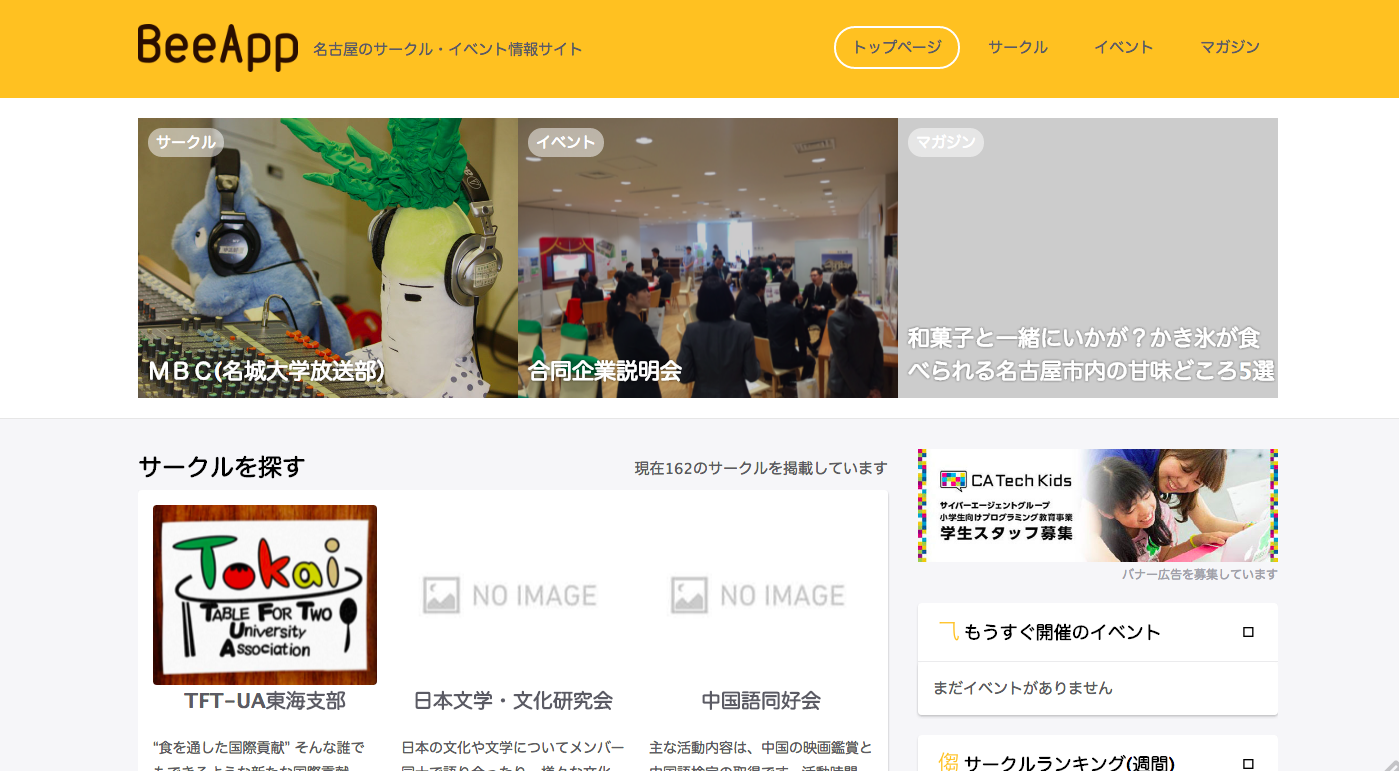 BeeApp 名古屋のサークル・イベント情報サイト
トップページ サークル イベント マガジン
サークル
ＭＢＣ(名城大学放送部)
イベント
合同企業説明会
マガジン
和菓子と一緒にいかが？かき氷が食
べられる名古屋市内の甘味どころ5選
サークルを探す
現在162のサークルを掲載しています
Tokai
TABLE FOR TWO
University
Association
TFT-UA東海支部
"食を通した国際貢献" そんな誰で
NO IMAGE
日本文学・文化研究会
日本の文化や文学についてメンバー
NO IMAGE
中国語同好会
主な活動内容は、中国の映画鑑賞と
CA Tech Kids
サイバーエージェントグループ
小学生向けプログラミング教育事業
学生スタッフ募集
バナー広告を募集しています
もうすぐ開催のイベント
まだイベントがありません
サークルランキング(週間)